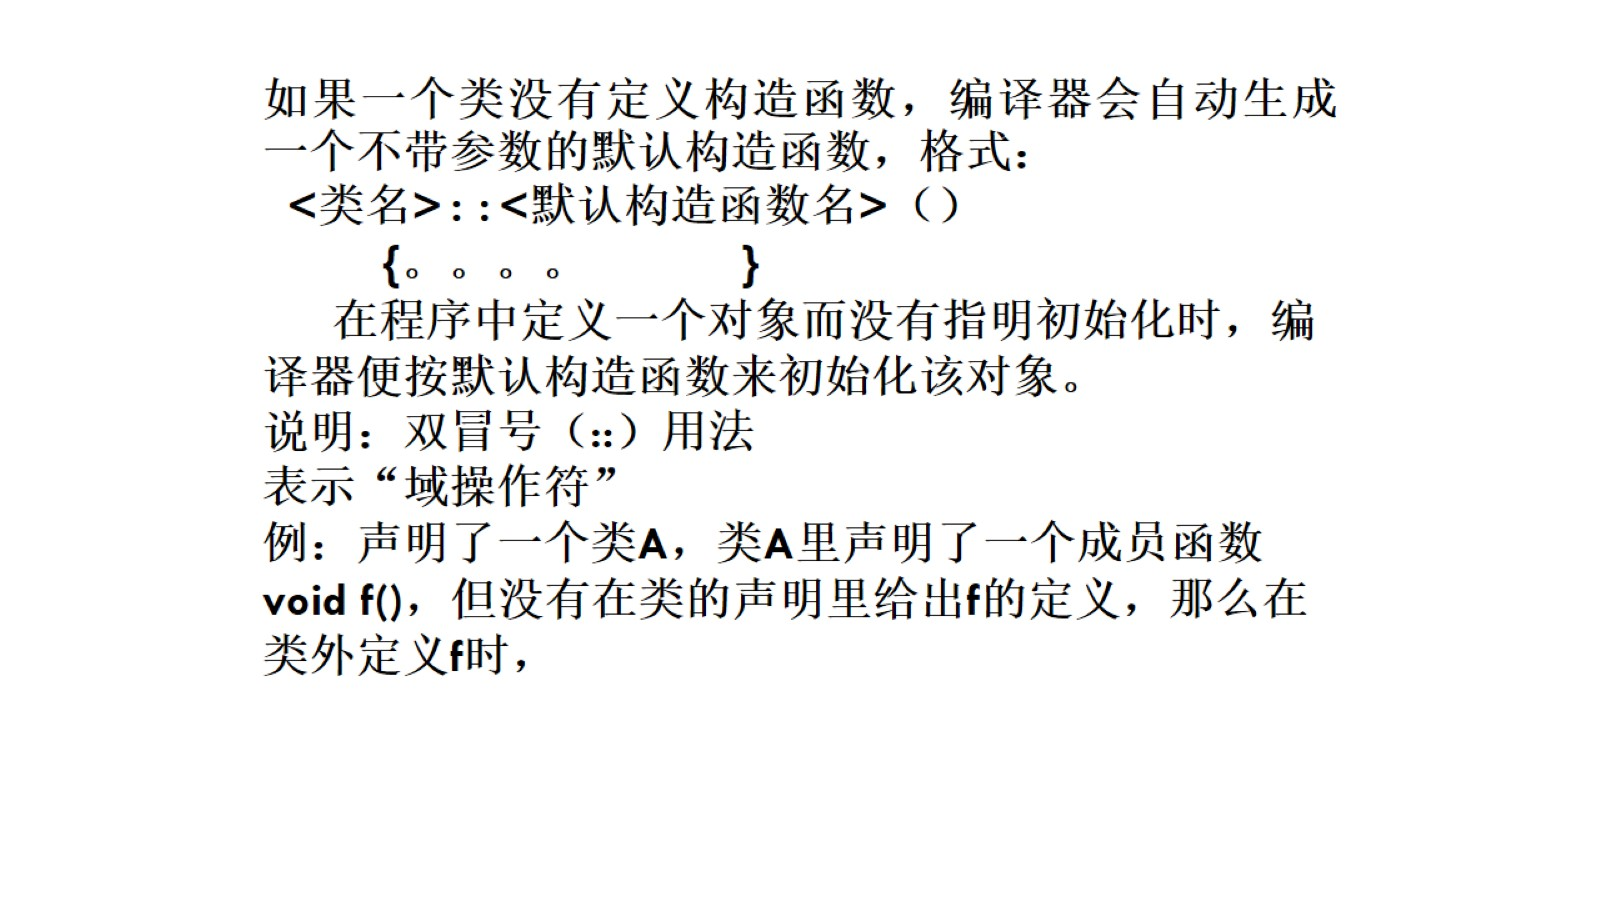 如果一个类没有定义构造函数，编译器会自动生成
一个不带参数的默认构造函数，格式：
<类名>::<默认构造函数名>（）
{。。。。 }
在程序中定义一个对象而没有指明初始化时，编
译器便按默认构造函数来初始化该对象。
说明：双冒号（::）用法
表示“域操作符”
例：声明了一个类A，类A里声明了一个成员函数
void f()，但没有在类的声明里给出f的定义，那么在
类外定义f时，